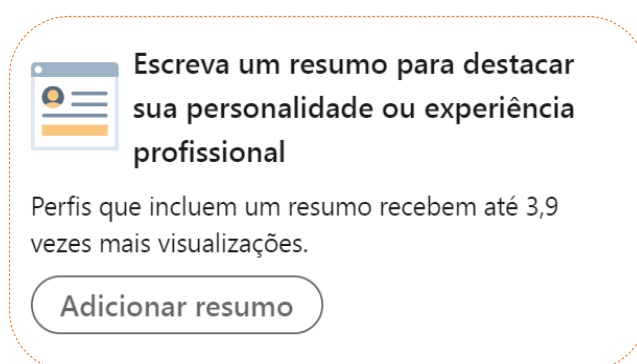 Escreva um resumo para destacar
sua personalidade ou experiência
profissional
Perfis que incluem um resumo recebem até 3,9
vezes mais visualizações.
Adicionar resumo